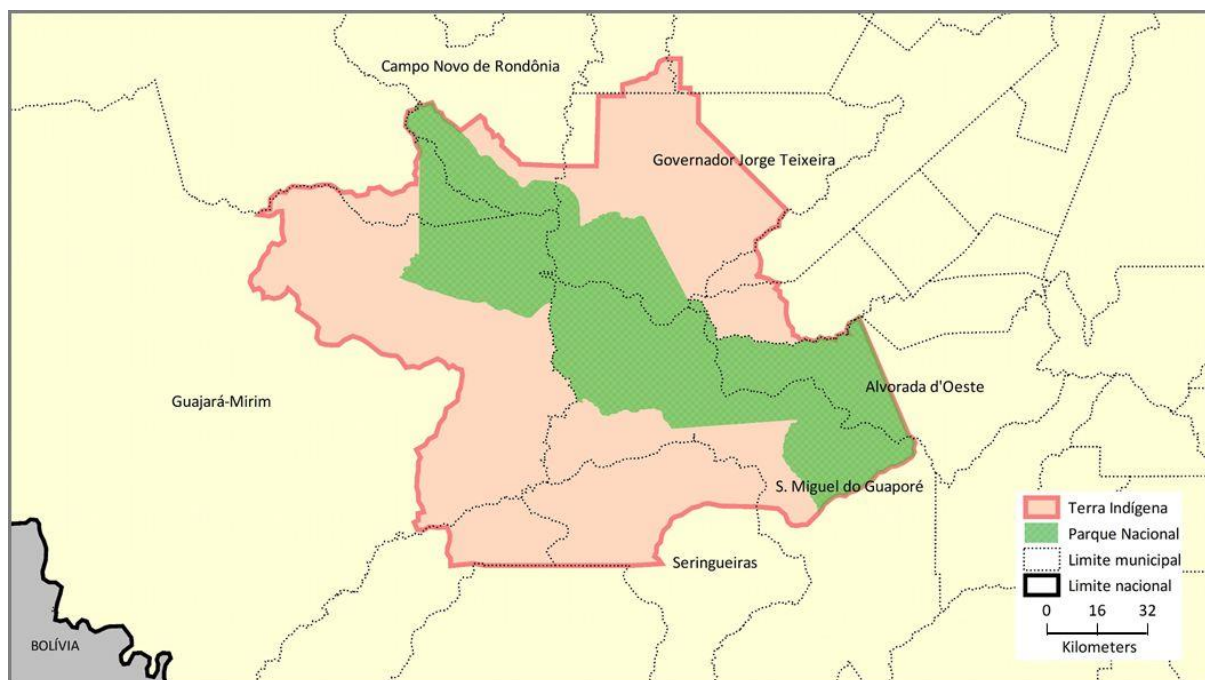 Campo Novo de Rondônia
Governador Jorge Teixeira
Alvorada d'Oeste
Guajará-Mirim
S. Miguel do Guaporé
Seringueiras
BOLÍVIA
Terra Indígena
Parque Nacional
Limite municipal
Limite nacional
0 16 32
Kilometers